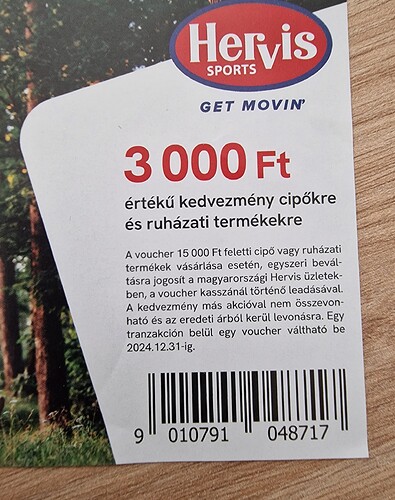 Hervis
SPORTS
GET MOVIN'
3 000 Ft
értékű kedvezmény cipőkre
és ruházati termékekre
A voucher 15 000 Ft feletti cipő vagy ruházati
termékek vásárlása esetén, egyszeri bevál-
tásra jogosít a magyarországi Hervis üzletek-
ben, a voucher kasszánál történő leadásával.
A kedvezmény más akcióval nem összevon-
ható és az eredeti árból kerül levonásra. Egy
tranzakción belül egy voucher váltható be
2024.12.31-ig.
9 010791 048717